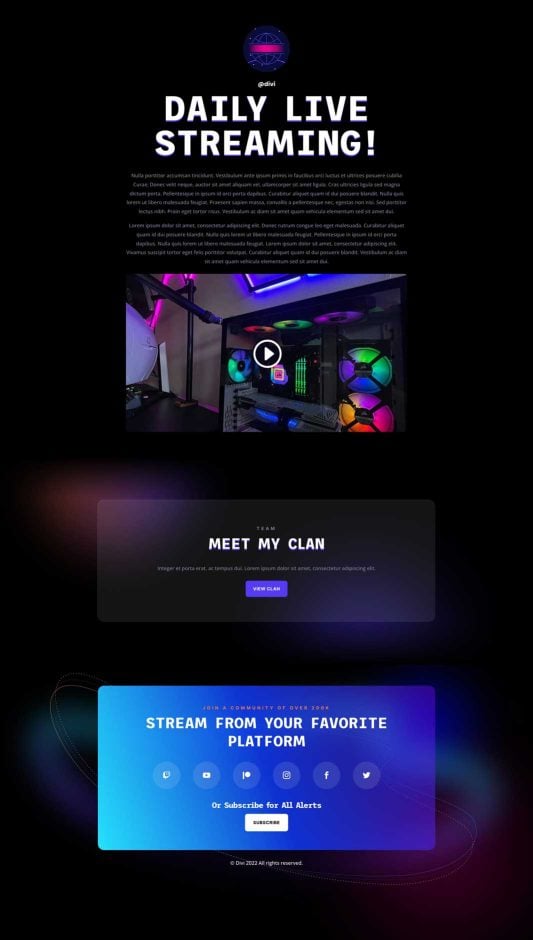 @divi
DAILY LIVE
STREAMING!
Nulla porttitor accumsan tincidunt. Vestibulum ante ipsum primis in faucibus orci luctus et ultrices posuere cubilia
Curae; Donec velit neque, auctor sit amet aliquam vel, ullamcorper sit amet ligula. Cras ultricies ligula sed magna
dictum porta. Pellentesque in ipsum id orci porta dapibus. Curabitur aliquet quam id dui posuere blandit. Nulla quis
lorem ut libero malesuada feugiat. Praesent sapien massa, convallis a pellentesque nec, egestas non nisi. Sed porttitor
lectus nibh. Proin eget tortor risus. Vestibulum ac diam sit amet quam vehicula elementum sed sit amet dui.
Lorem ipsum dolor sit amet, consectetur adipiscing elit. Donec rutrum congue leo eget malesuada. Curabitur aliquet
quam id dui posuere blandit. Nulla quis lorem ut libero malesuada feugiat. Pellentesque in ipsum id orci porta
dapibus. Nulla quis lorem ut libero malesuada feugiat. Lorem ipsum dolor sit amet, consectetur adipiscing elit.
Vivamus suscipit tortor eget felis porttitor volutpat. Curabitur aliquet quam id dui posuere blandit. Vestibulum ac diam
sit amet quam vehicula elementum sed sit amet dui.
TEAM
MEET MY CLAN
Integer et porta erat, ac tempus dui. Lorem ipsum dolor sit amet, consectetur adipiscing elit.
VIEW CLAN
JOIN A COMMUNITY OF OVER 200K
STREAM FROM YOUR FAVORITE
PLATFORM
Or Subscribe for All Alerts
SUBSCRIBE
© Divi 2022 All rights reserved.